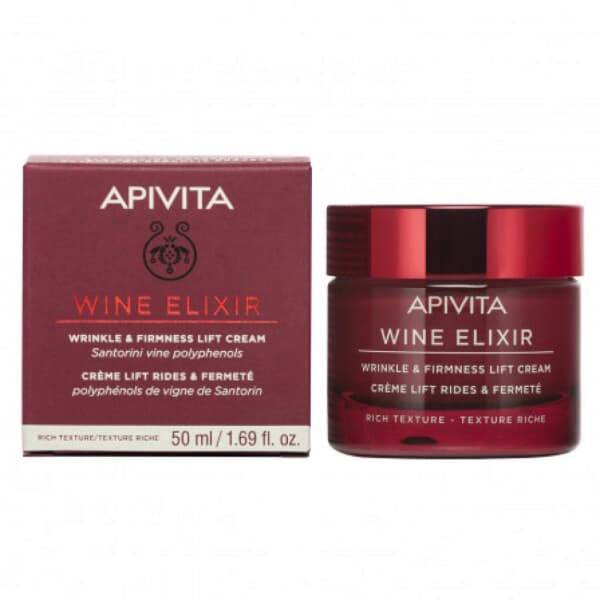 APIVITA
WINE ELIXIR
WRINKLE & FIRMNESS LIFT CREAM
Santorini vine polyphenols
CRÈME LIFT RIDES & FERMETÉ
polyphénols de vigne de Santorin
RICH TEXTURE/TEXTURE RICHE 50 ml / 1.69 fl. oz.
APIVITA
WINE ELIXIR
WRINKLE & FIRMNESS LIFT CREAM
CRÈME LIFT RIDES & FERMETÉ
RICH TEXTURE - TEXTURE RICHE